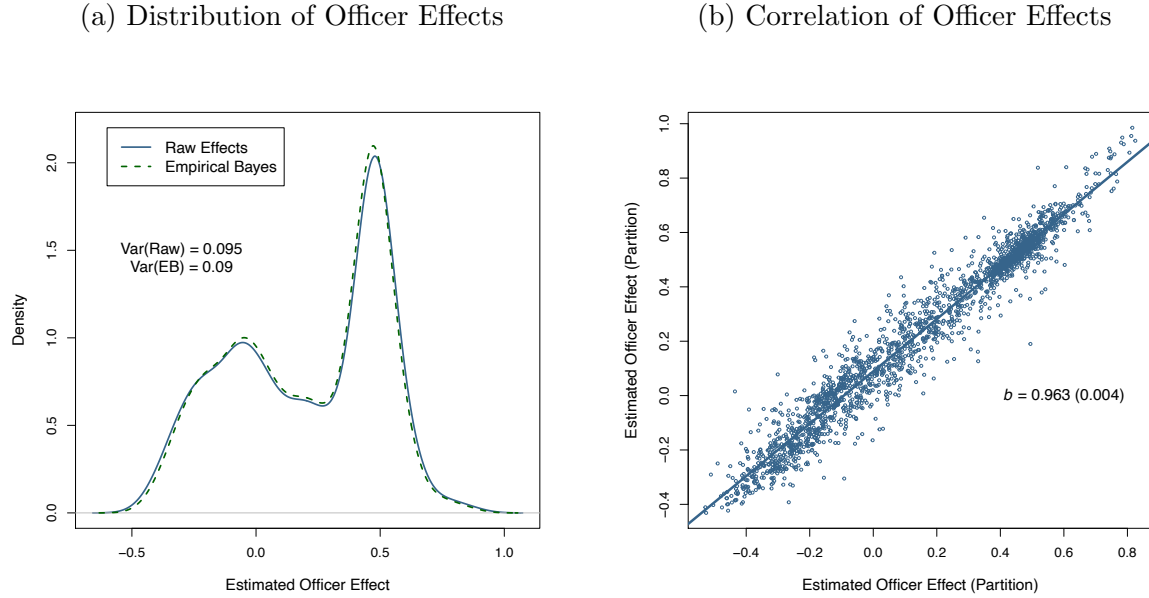 (a) Distribution of Officer Effects
Raw Effects
Empirical Bayes
Var(Raw) = 0.095
Var(EB) = 0.09
Density
0.0
0.5
1.0
1.5
2.0
−0.5
0.0
0.5
1.0
Estimated Officer Effect
(b) Correlation of Officer Effects
Estimated Officer Effect (Partition)
1.0
0.8
0.6
0.4
0.2
0.0
−0.2
−0.4
b = 0.963 (0.004)
−0.4
−0.2
0.0
0.2
0.4
0.6
0.8
Estimated Officer Effect (Partition)